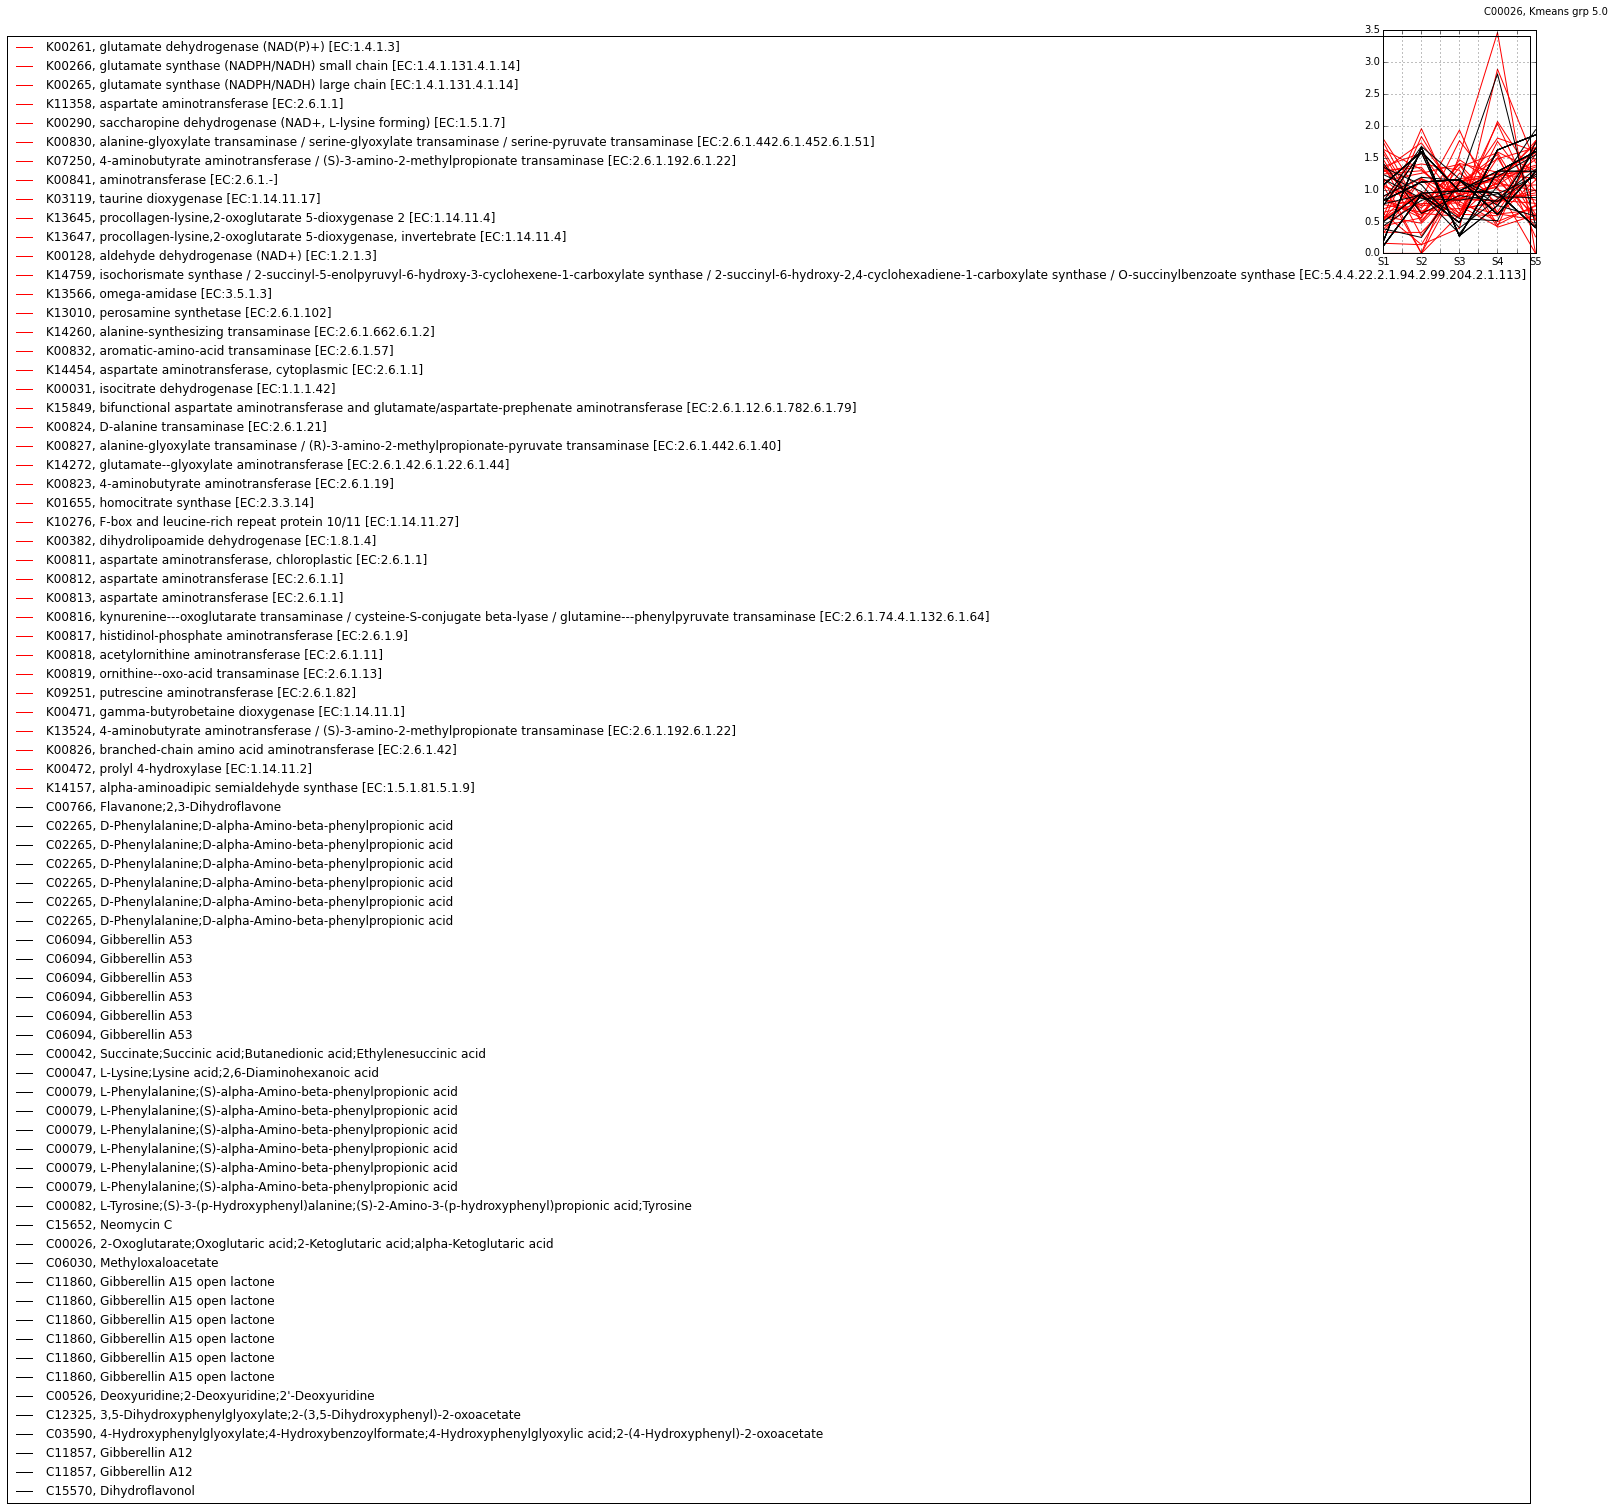 C00026, Kmeans grp 5.0
3.5
3.0
2.5
2.0
1.5
1.0
0.5
0.0
S1 S2 S3 S4 S5
K00261, glutamate dehydrogenase (NAD(P)+) [EC:1.4.1.3]
K00266, glutamate synthase (NADPH/NADH) small chain [EC:1.4.1.131.4.1.14]
K00265, glutamate synthase (NADPH/NADH) large chain [EC:1.4.1.131.4.1.14]
K11358, aspartate aminotransferase [EC:2.6.1.1]
K00290, saccharopine dehydrogenase (NAD+, L-lysine forming) [EC:1.5.1.7]
K00830, alanine-glyoxylate transaminase / serine-glyoxylate transaminase / serine-pyruvate transaminase [EC:2.6.1.442.6.1.452.6.1.51]
K07250, 4-aminobutyrate aminotransferase / (S)-3-amino-2-methylpropionate transaminase [EC:2.6.1.192.6.1.22]
K00841, aminotransferase [EC:2.6.1.-]
K03119, taurine dioxygenase [EC:1.14.11.17]
K13645, procollagen-lysine,2-oxoglutarate 5-dioxygenase 2 [EC:1.14.11.4]
K13647, procollagen-lysine,2-oxoglutarate 5-dioxygenase, invertebrate [EC:1.14.11.4]
K00128, aldehyde dehydrogenase (NAD+) [EC:1.2.1.3]
K14759, isochorismate synthase / 2-succinyl-5-enolpyruvyl-6-hydroxy-3-cyclohexene-1-carboxylate synthase / 2-succinyl-6-hydroxy-2,4-cyclohexadiene-1-carboxylate synthase / O-succinylbenzoate synthase [EC:5.4.4.22.2.1.94.2.99.204.2.1.113]
K13566, omega-amidase [EC:3.5.1.3]
K13010, perosamine synthetase [EC:2.6.1.102]
K14260, alanine-synthesizing transaminase [EC:2.6.1.662.6.1.2]
K00832, aromatic-amino-acid transaminase [EC:2.6.1.57]
K14454, aspartate aminotransferase, cytoplasmic [EC:2.6.1.1]
K00031, isocitrate dehydrogenase [EC:1.1.1.42]
K15849, bifunctional aspartate aminotransferase and glutamate/aspartate-prephenate aminotransferase [EC:2.6.1.12.6.1.782.6.1.79]
K00824, D-alanine transaminase [EC:2.6.1.21]
K00827, alanine-glyoxylate transaminase / (R)-3-amino-2-methylpropionate-pyruvate transaminase [EC:2.6.1.442.6.1.40]
K14272, glutamate--glyoxylate aminotransferase [EC:2.6.1.42.6.1.22.6.1.44]
K00823, 4-aminobutyrate aminotransferase [EC:2.6.1.19]
K01655, homocitrate synthase [EC:2.3.3.14]
K10276, F-box and leucine-rich repeat protein 10/11 [EC:1.14.11.27]
K00382, dihydrolipoamide dehydrogenase [EC:1.8.1.4]
K00811, aspartate aminotransferase, chloroplastic [EC:2.6.1.1]
K00812, aspartate aminotransferase [EC:2.6.1.1]
K00813, aspartate aminotransferase [EC:2.6.1.1]
K00816, kynurenine---oxoglutarate transaminase / cysteine-S-conjugate beta-lyase / glutamine---phenylpyruvate transaminase [EC:2.6.1.74.4.1.132.6.1.64]
K00817, histidinol-phosphate aminotransferase [EC:2.6.1.9]
K00818, acetylornithine aminotransferase [EC:2.6.1.11]
K00819, ornithine--oxo-acid transaminase [EC:2.6.1.13]
K09251, putrescine aminotransferase [EC:2.6.1.82]
K00471, gamma-butyrobetaine dioxygenase [EC:1.14.11.1]
K13524, 4-aminobutyrate aminotransferase / (S)-3-amino-2-methylpropionate transaminase [EC:2.6.1.192.6.1.22]
K00826, branched-chain amino acid aminotransferase [EC:2.6.1.42]
K00472, prolyl 4-hydroxylase [EC:1.14.11.2]
K14157, alpha-aminoadipic semialdehyde synthase [EC:1.5.1.81.5.1.9]
C00766, Flavanone;2,3-Dihydroflavone
C02265, D-Phenylalanine;D-alpha-Amino-beta-phenylpropionic acid
C02265, D-Phenylalanine;D-alpha-Amino-beta-phenylpropionic acid
C02265, D-Phenylalanine;D-alpha-Amino-beta-phenylpropionic acid
C02265, D-Phenylalanine;D-alpha-Amino-beta-phenylpropionic acid
C02265, D-Phenylalanine;D-alpha-Amino-beta-phenylpropionic acid
C02265, D-Phenylalanine;D-alpha-Amino-beta-phenylpropionic acid
C06094, Gibberellin A53
C06094, Gibberellin A53
C06094, Gibberellin A53
C06094, Gibberellin A53
C06094, Gibberellin A53
C06094, Gibberellin A53
C00042, Succinate;Succinic acid;Butanedionic acid;Ethylenesuccinic acid
C00047, L-Lysine;Lysine acid;2,6-Diaminohexanoic acid
C00079, L-Phenylalanine;(S)-alpha-Amino-beta-phenylpropionic acid
C00079, L-Phenylalanine;(S)-alpha-Amino-beta-phenylpropionic acid
C00079, L-Phenylalanine;(S)-alpha-Amino-beta-phenylpropionic acid
C00079, L-Phenylalanine;(S)-alpha-Amino-beta-phenylpropionic acid
C00079, L-Phenylalanine;(S)-alpha-Amino-beta-phenylpropionic acid
C00079, L-Phenylalanine;(S)-alpha-Amino-beta-phenylpropionic acid
C00082, L-Tyrosine;(S)-3-(p-Hydroxyphenyl)alanine;(S)-2-Amino-3-(p-hydroxyphenyl)propionic acid;Tyrosine
C15652, Neomycin C
C00026, 2-Oxoglutarate;Oxoglutaric acid;2-Ketoglutaric acid;alpha-Ketoglutaric acid
C06030, Methyloxaloacetate
C11860, Gibberellin A15 open lactone
C11860, Gibberellin A15 open lactone
C11860, Gibberellin A15 open lactone
C11860, Gibberellin A15 open lactone
C11860, Gibberellin A15 open lactone
C11860, Gibberellin A15 open lactone
C00526, Deoxyuridine;2-Deoxyuridine;2'-Deoxyuridine
C12325, 3,5-Dihydroxyphenylglyoxylate;2-(3,5-Dihydroxyphenyl)-2-oxoacetate
C03590, 4-Hydroxyphenylglyoxylate;4-Hydroxybenzoylformate;4-Hydroxyphenylglyoxylic acid;2-(4-Hydroxyphenyl)-2-oxoacetate
C11857, Gibberellin A12
C11857, Gibberellin A12
C15570, Dihydroflavonol